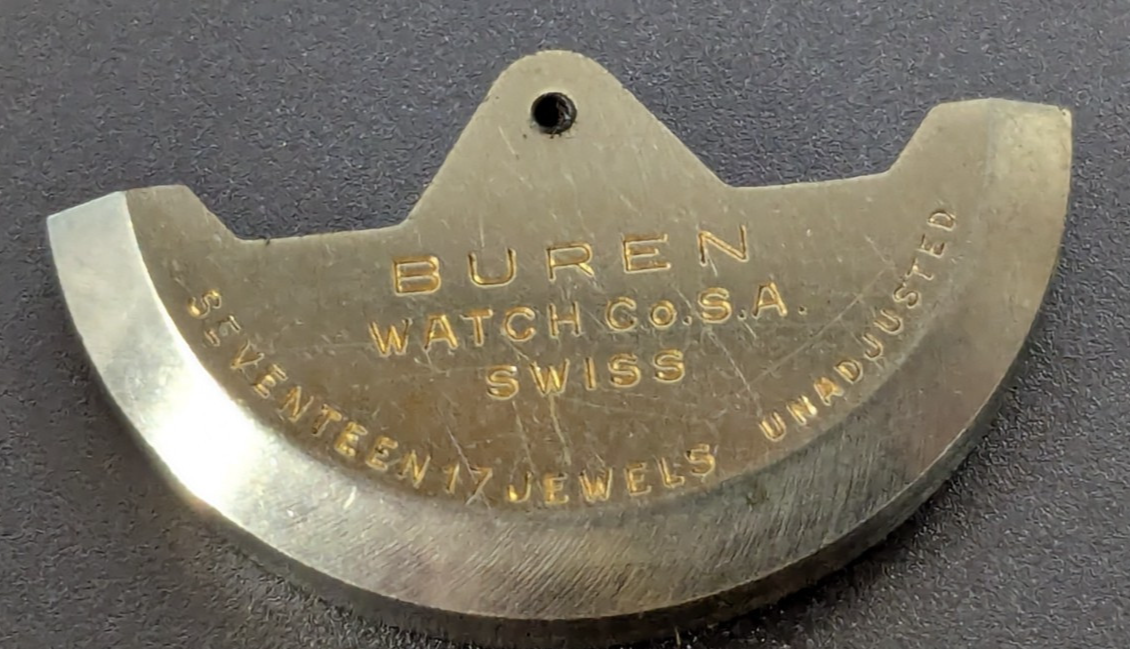 BUREN
WATCH Co.S.A.
SWISS
SEVENTEEN 17 JEWELS UNADJUSTED